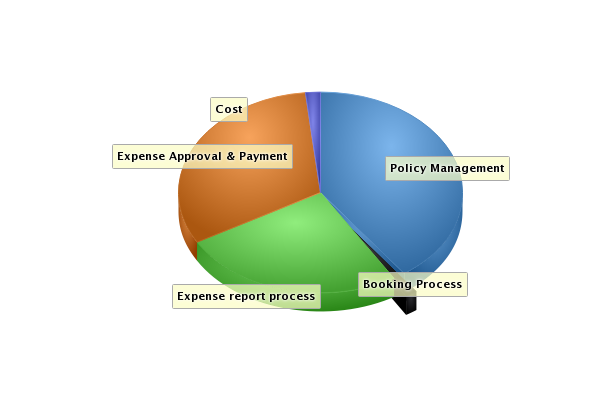 Cost
Expense Approval & Payment
Policy Management
Booking Process
Expense report process